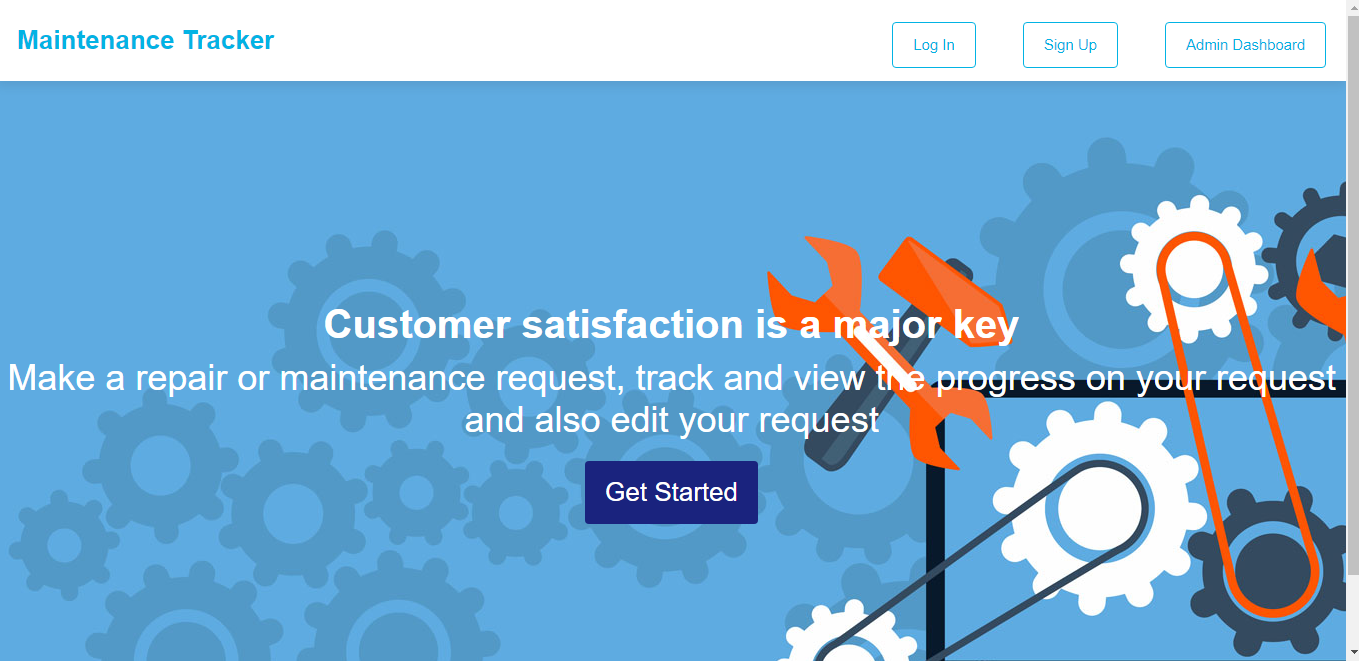 Maintenance Tracker
Log In
Sign Up
Admin Dashboard
Customer satisfaction is a major key
Make a repair or maintenance request, track and view the progress on your request
and also edit your request
Get Started